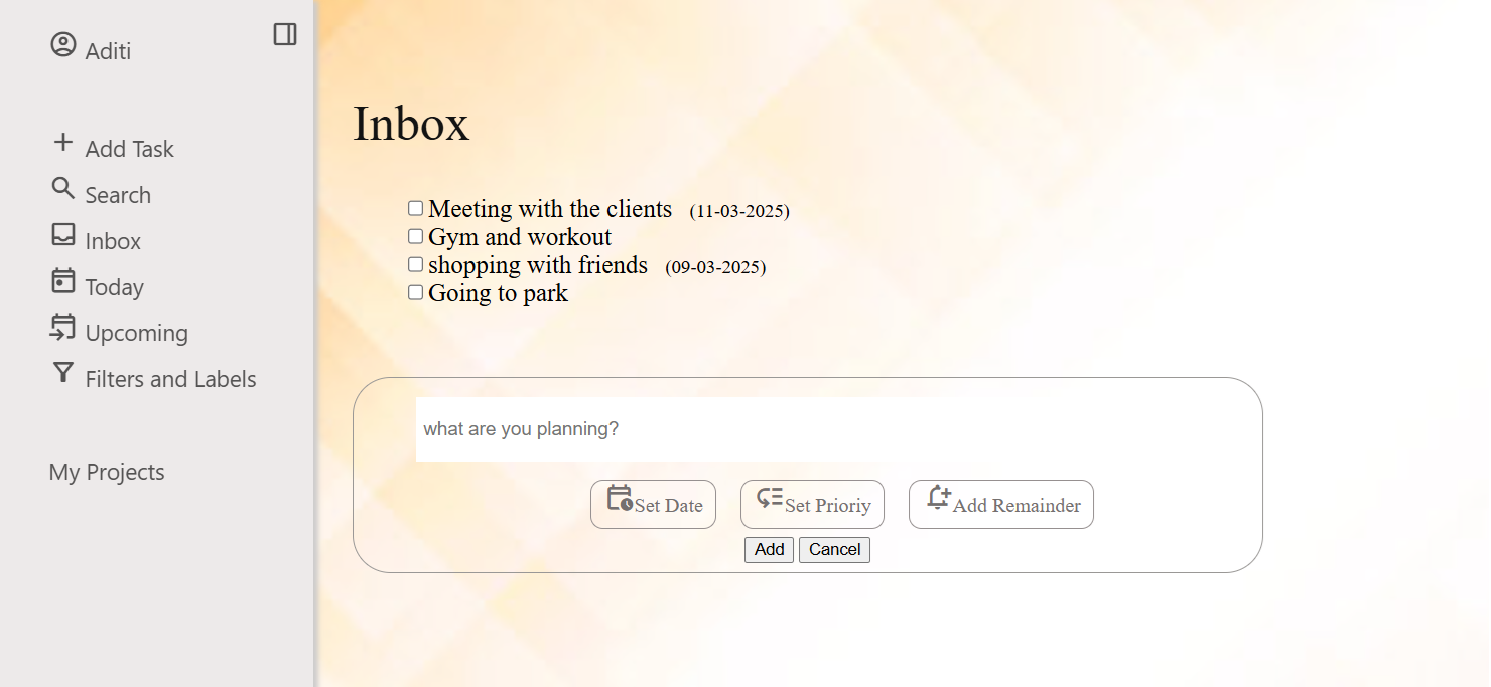 Aditi
Add Task
Search
Inbox
Today
Upcoming
Filters and Labels
My Projects
Inbox
Meeting with the clients (11-03-2025)
Gym and workout
shopping with friends (09-03-2025)
Going to park
what are you planning?
Set Date Set Prioriy Add Remainder
Add Cancel